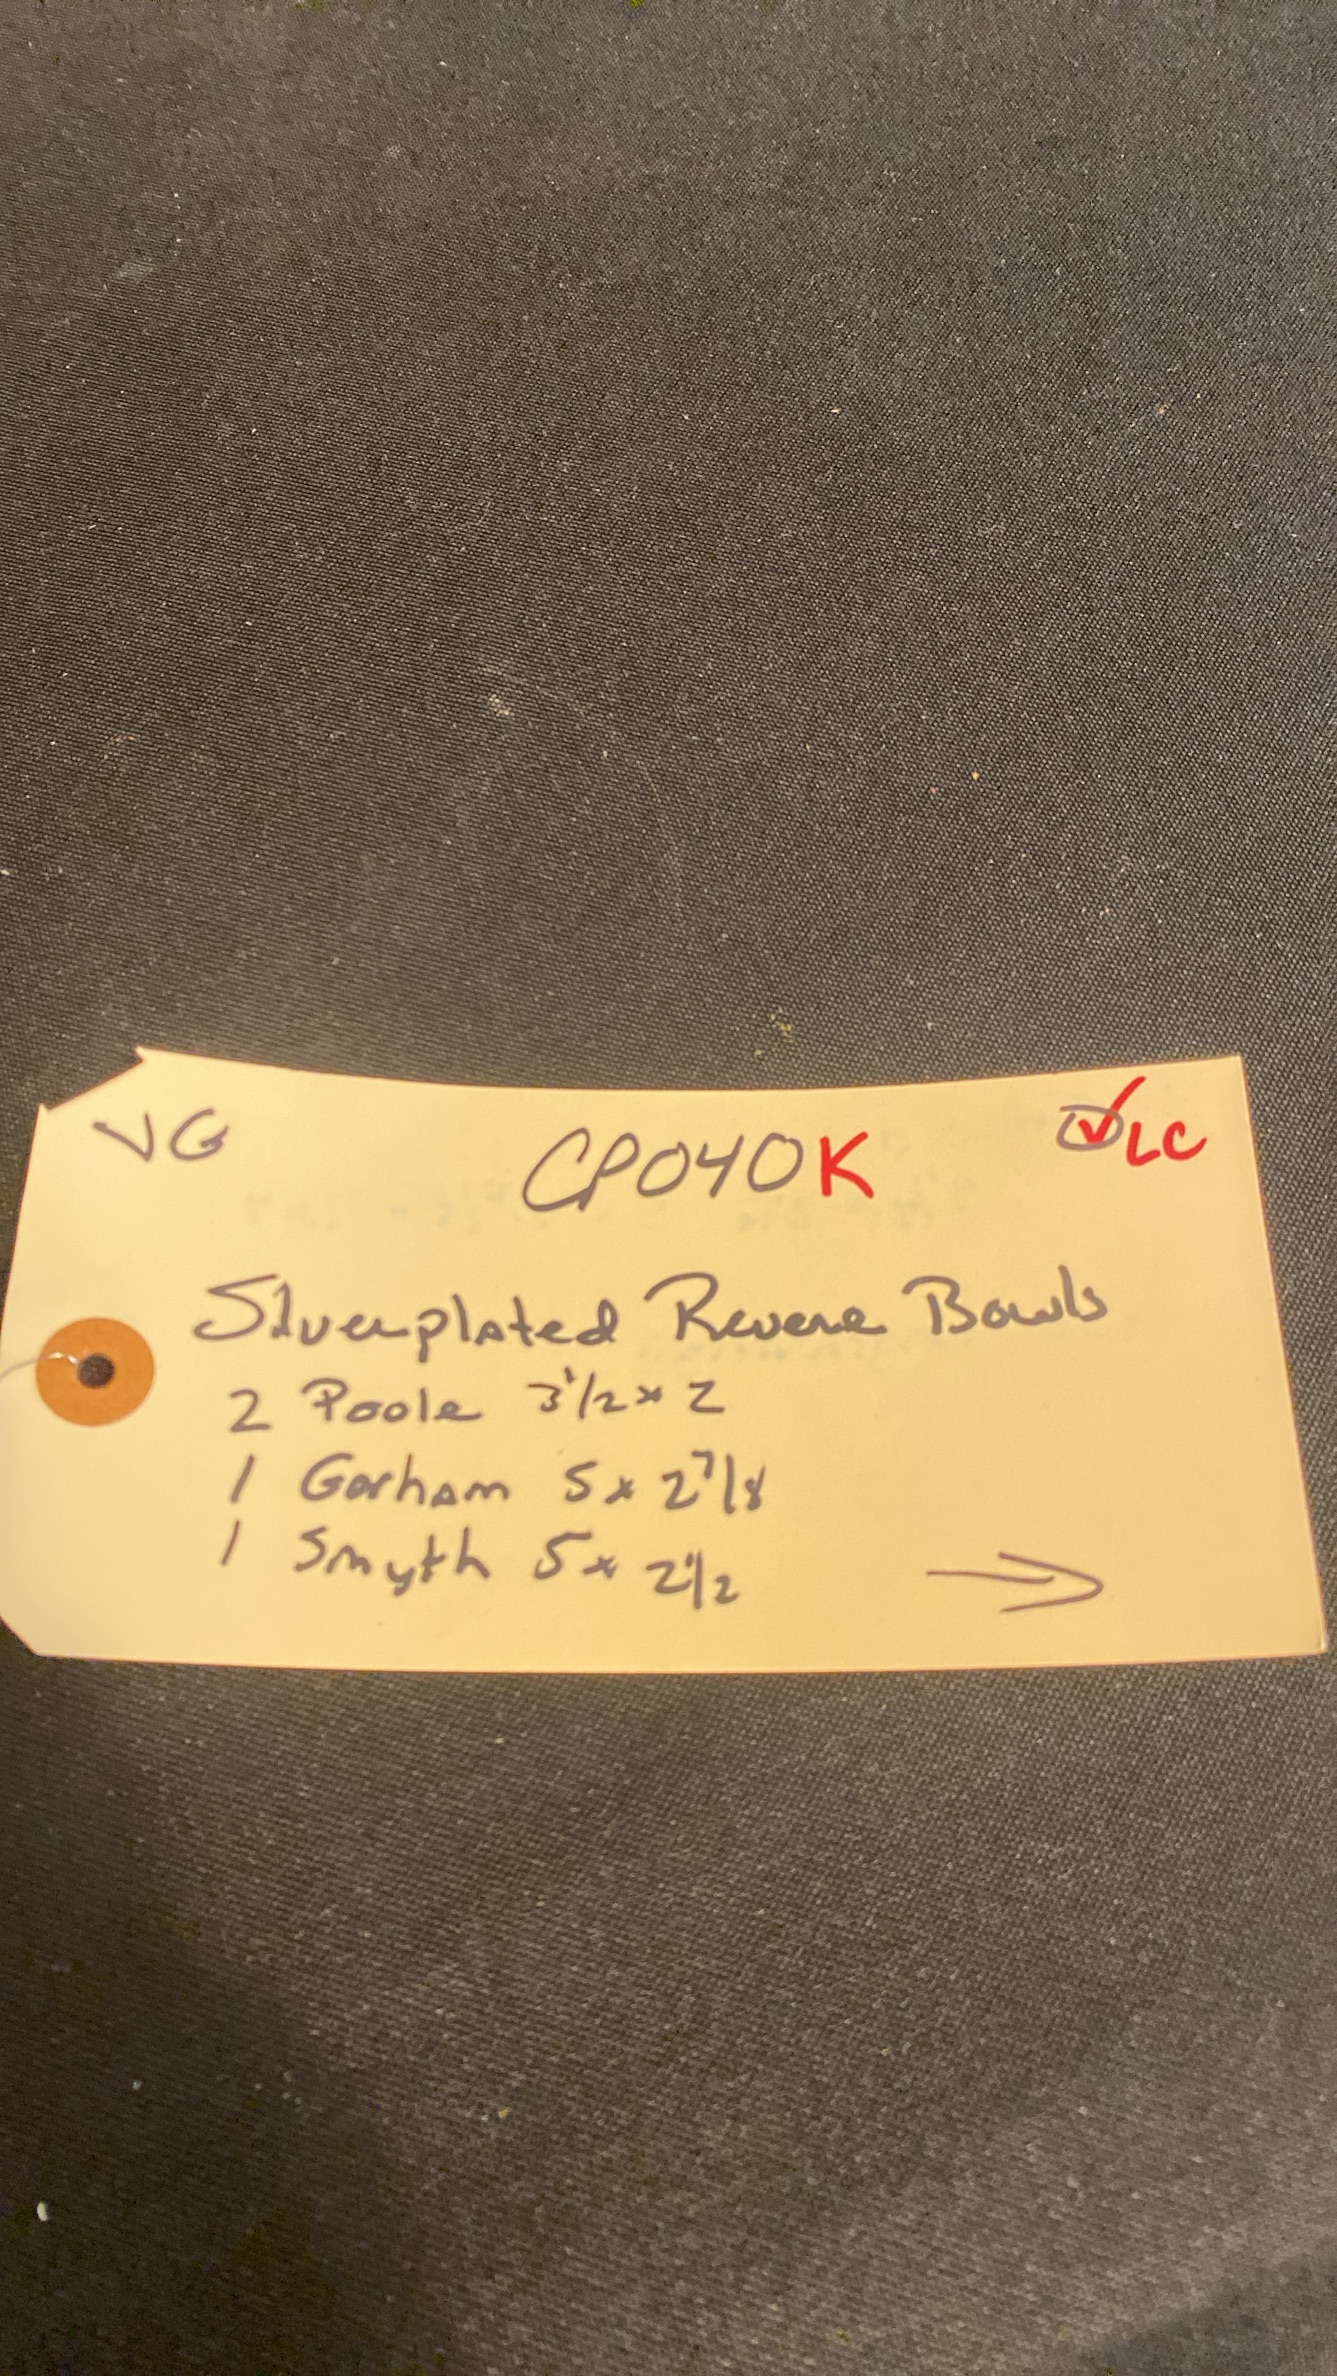 VG CP040K ✓LC
Silverplated Revere Bowls
2 Poole 3 1/2 x 2
1 Gorham 5 x 2 7/8
1 Smyth 5 x 2 1/2 →